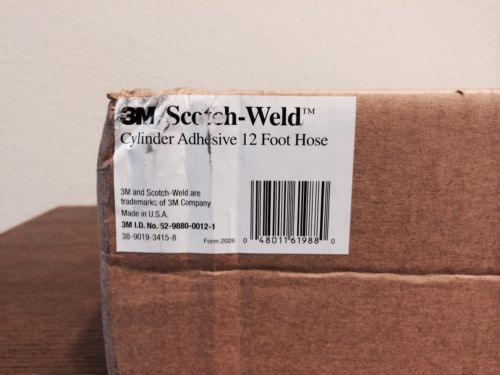 3M Scotch-Weld™
Cylinder Adhesive 12 Foot Hose
3M and Scotch-Weld are
trademarks of 3M Company
Made in U.S.A.
3M I.D. No. 52-9880-0012-1
38-9019-3415-8 Form 2026 0 48011 61988 0